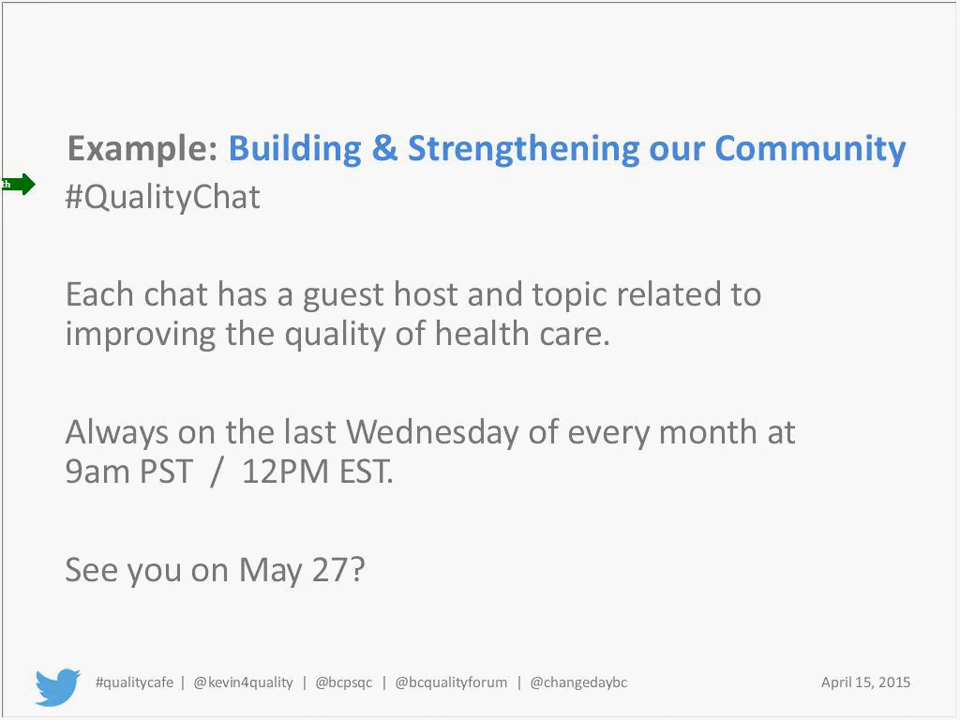 Example: Building & Strengthening our Community
th
#QualityChat
Each chat has a guest host and topic related to
improving the quality of health care.
Always on the last Wednesday of every month at
9am PST / 12PM EST.
See you on May 27?
#qualitycafe | @kevin4quality | @bcpsqc | @bcqualityforum | @changedaybc April 15, 2015